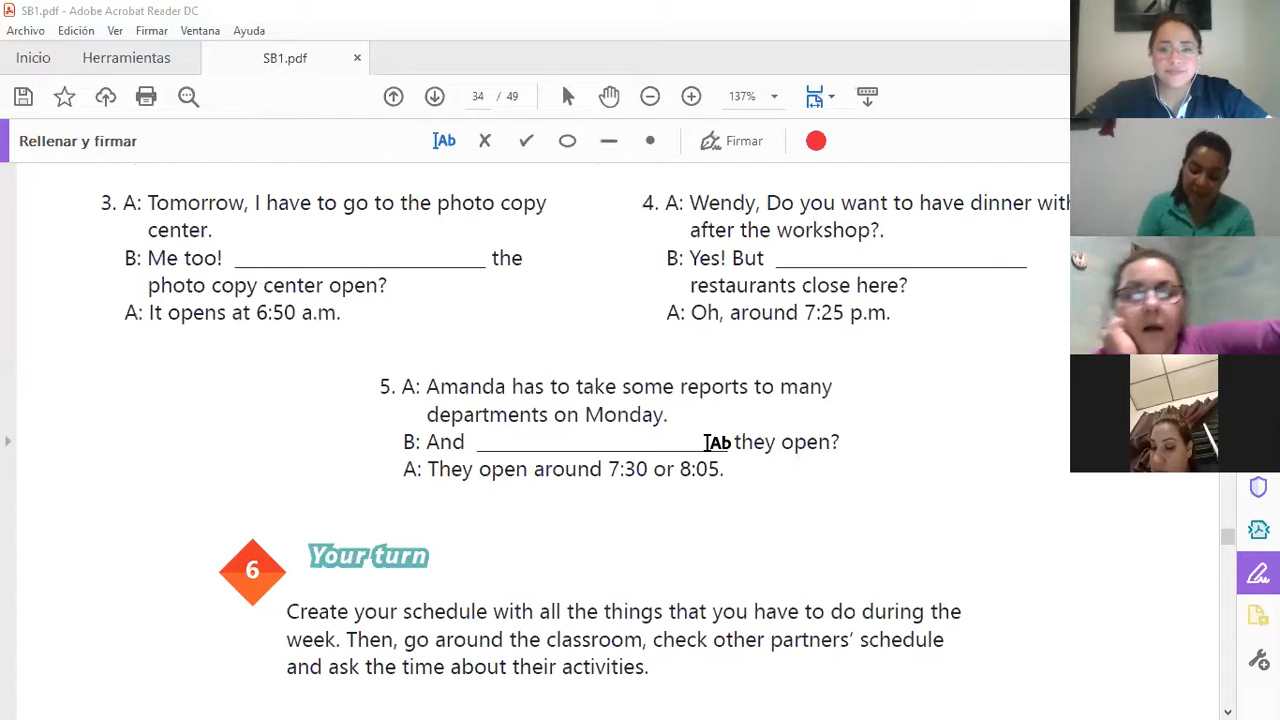 SB1.pdf - Adobe Acrobat Reader DC
Archivo Edición Ver Firmar Ventana Ayuda
Inicio Herramientas SB1.pdf ×
34 / 49 137%
Rellenar y firmar Ab Firmar
3. A: Tomorrow, I have to go to the photo copy
center.
B: Me too! ____________ the
photo copy center open?
A: It opens at 6:50 a.m.
4. A: Wendy, Do you want to have dinner with
after the workshop?.
B: Yes! But ____________
restaurants close here?
A: Oh, around 7:25 p.m.
5. A: Amanda has to take some reports to many
departments on Monday.
B: And ____________ Ab they open?
A: They open around 7:30 or 8:05.
6 Your turn
Create your schedule with all the things that you have to do during the
week. Then, go around the classroom, check other partners' schedule
and ask the time about their activities.